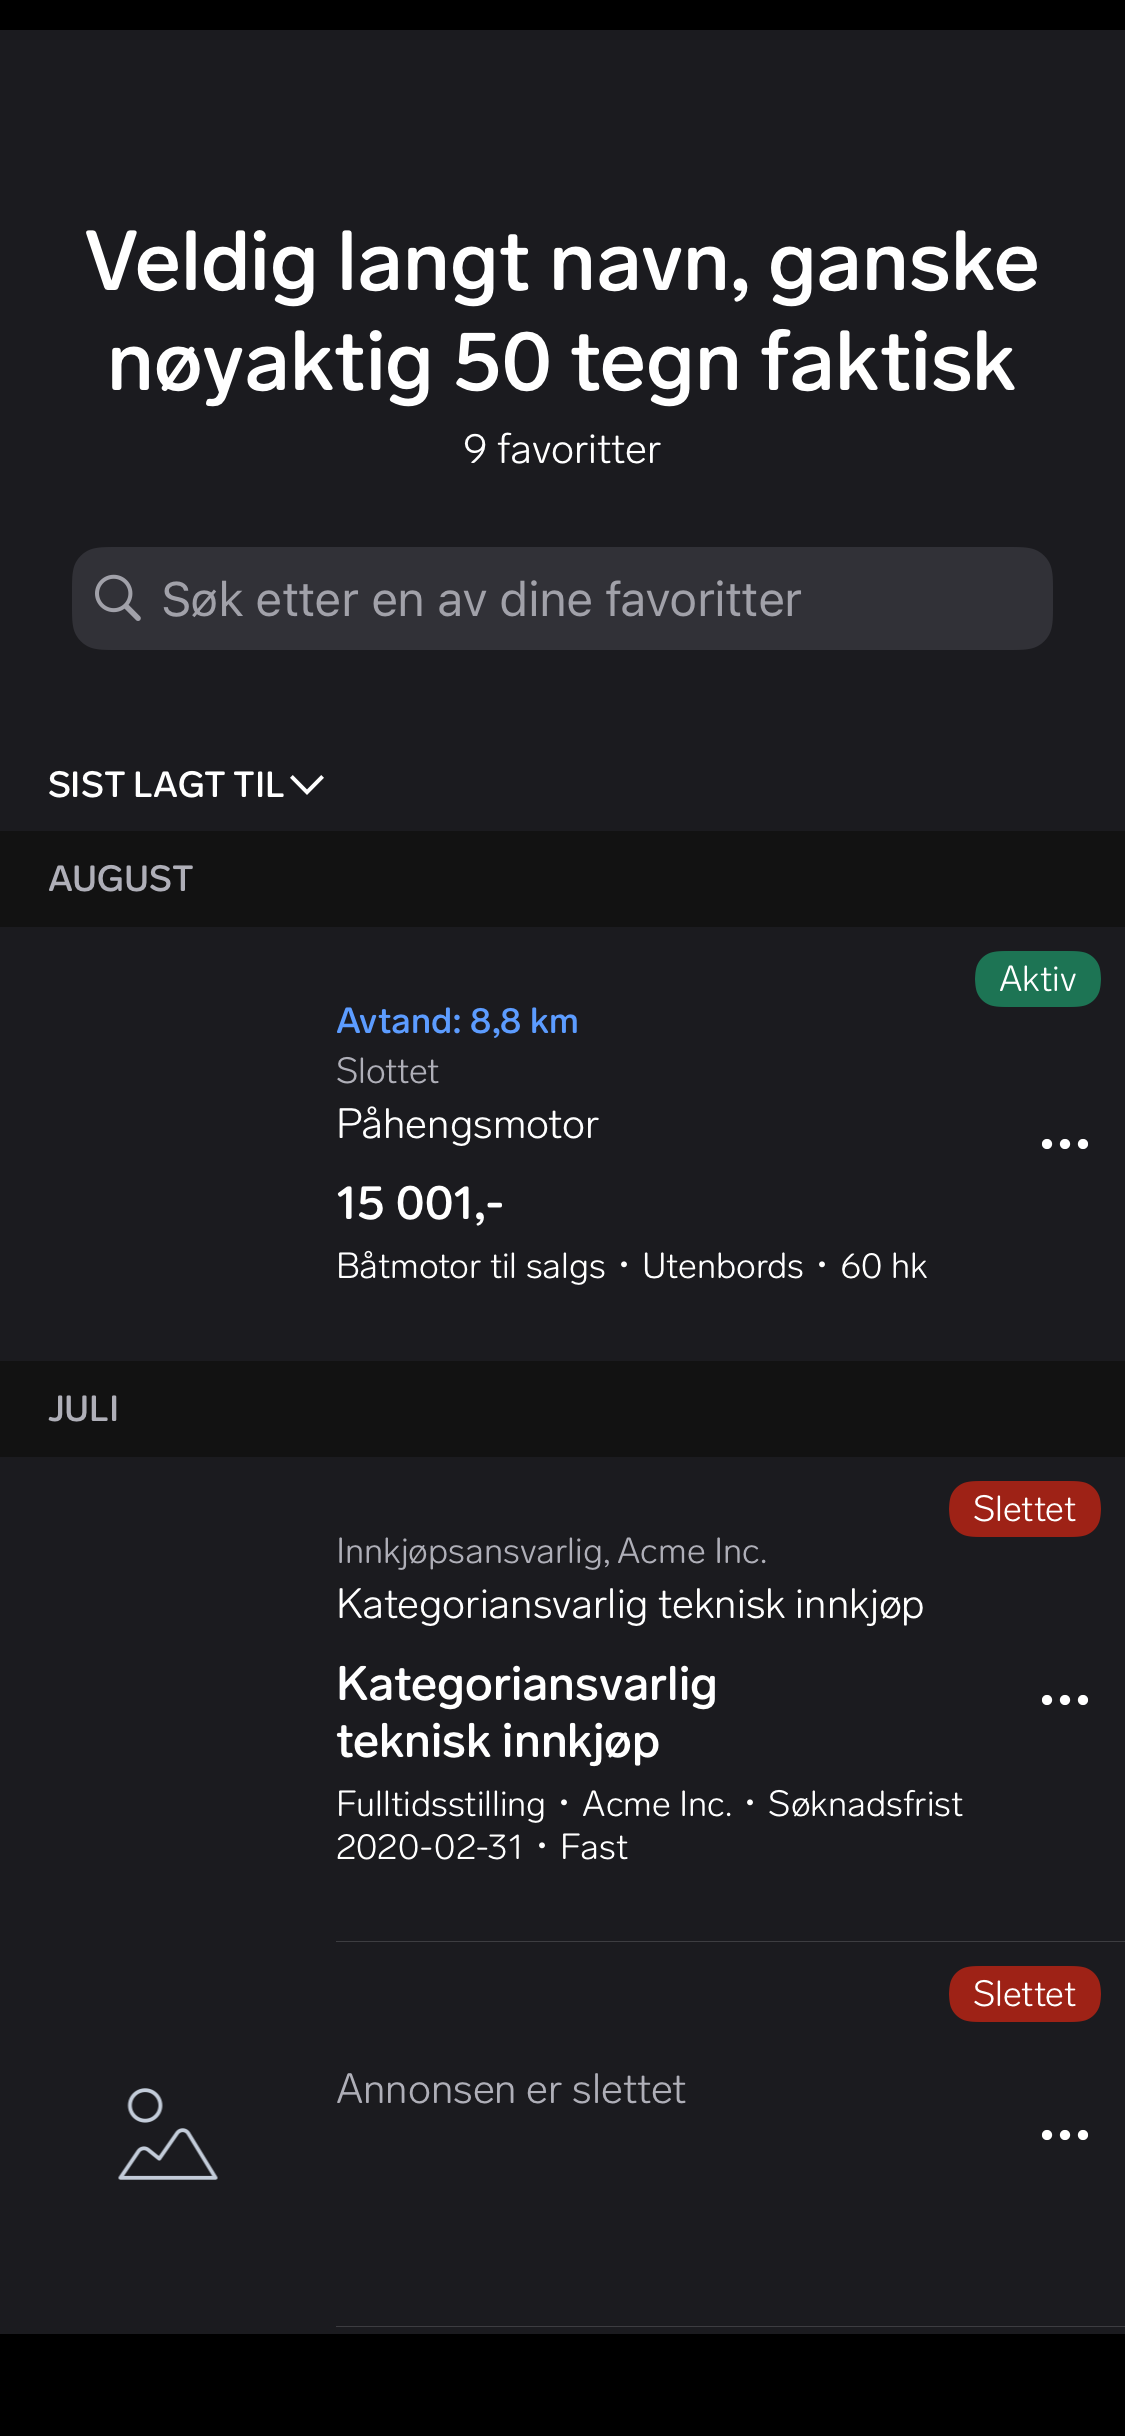 Veldig langt navn, ganske
nøyaktig 50 tegn faktisk
9 favoritter
Søk etter en av dine favoritter
SIST LAGT TIL
AUGUST
Aktiv
Avtand: 8,8 km
Slottet
Påhengsmotor
15 001,-
Båtmotor til salgs • Utenbords • 60 hk
JULI
Slettet
Innkjøpsansvarlig, Acme Inc.
Kategoriansvarlig teknisk innkjøp
Kategoriansvarlig
teknisk innkjøp
Fulltidsstilling • Acme Inc. • Søknadsfrist
2020-02-31 • Fast
Slettet
Annonsen er slettet